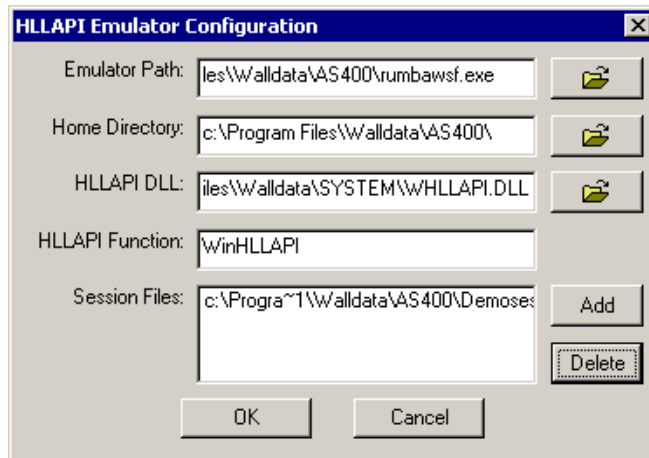 HLLAPI Emulator Configuration
Emulator Path: les\Walldata\AS400\rumbawsf.exe
Home Directory: c:\Program Files\Walldata\AS400\
HLLAPI DLL: iles\Walldata\SYSTEM\WHLLAPI.DLL
HLLAPI Function: WinHLLAPI
Session Files: c:\Progra~1\Walldata\AS400\Demoses
Add
Delete
OK Cancel